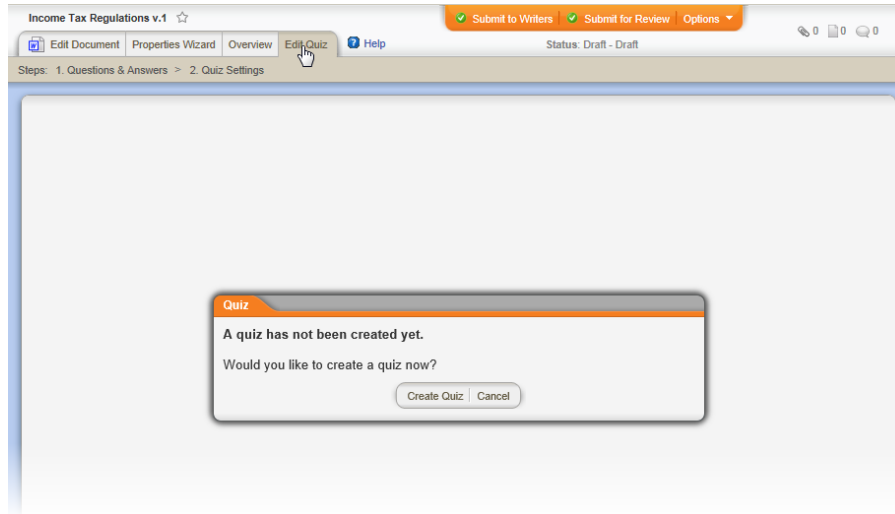 Income Tax Regulations v.1
Submit to Writers Submit for Review Options
Edit Document Properties Wizard Overview Edit Quiz ? Help
Status: Draft - Draft
0 0 0
Steps: 1. Questions & Answers > 2. Quiz Settings
Quiz
A quiz has not been created yet.
Would you like to create a quiz now?
Create Quiz Cancel